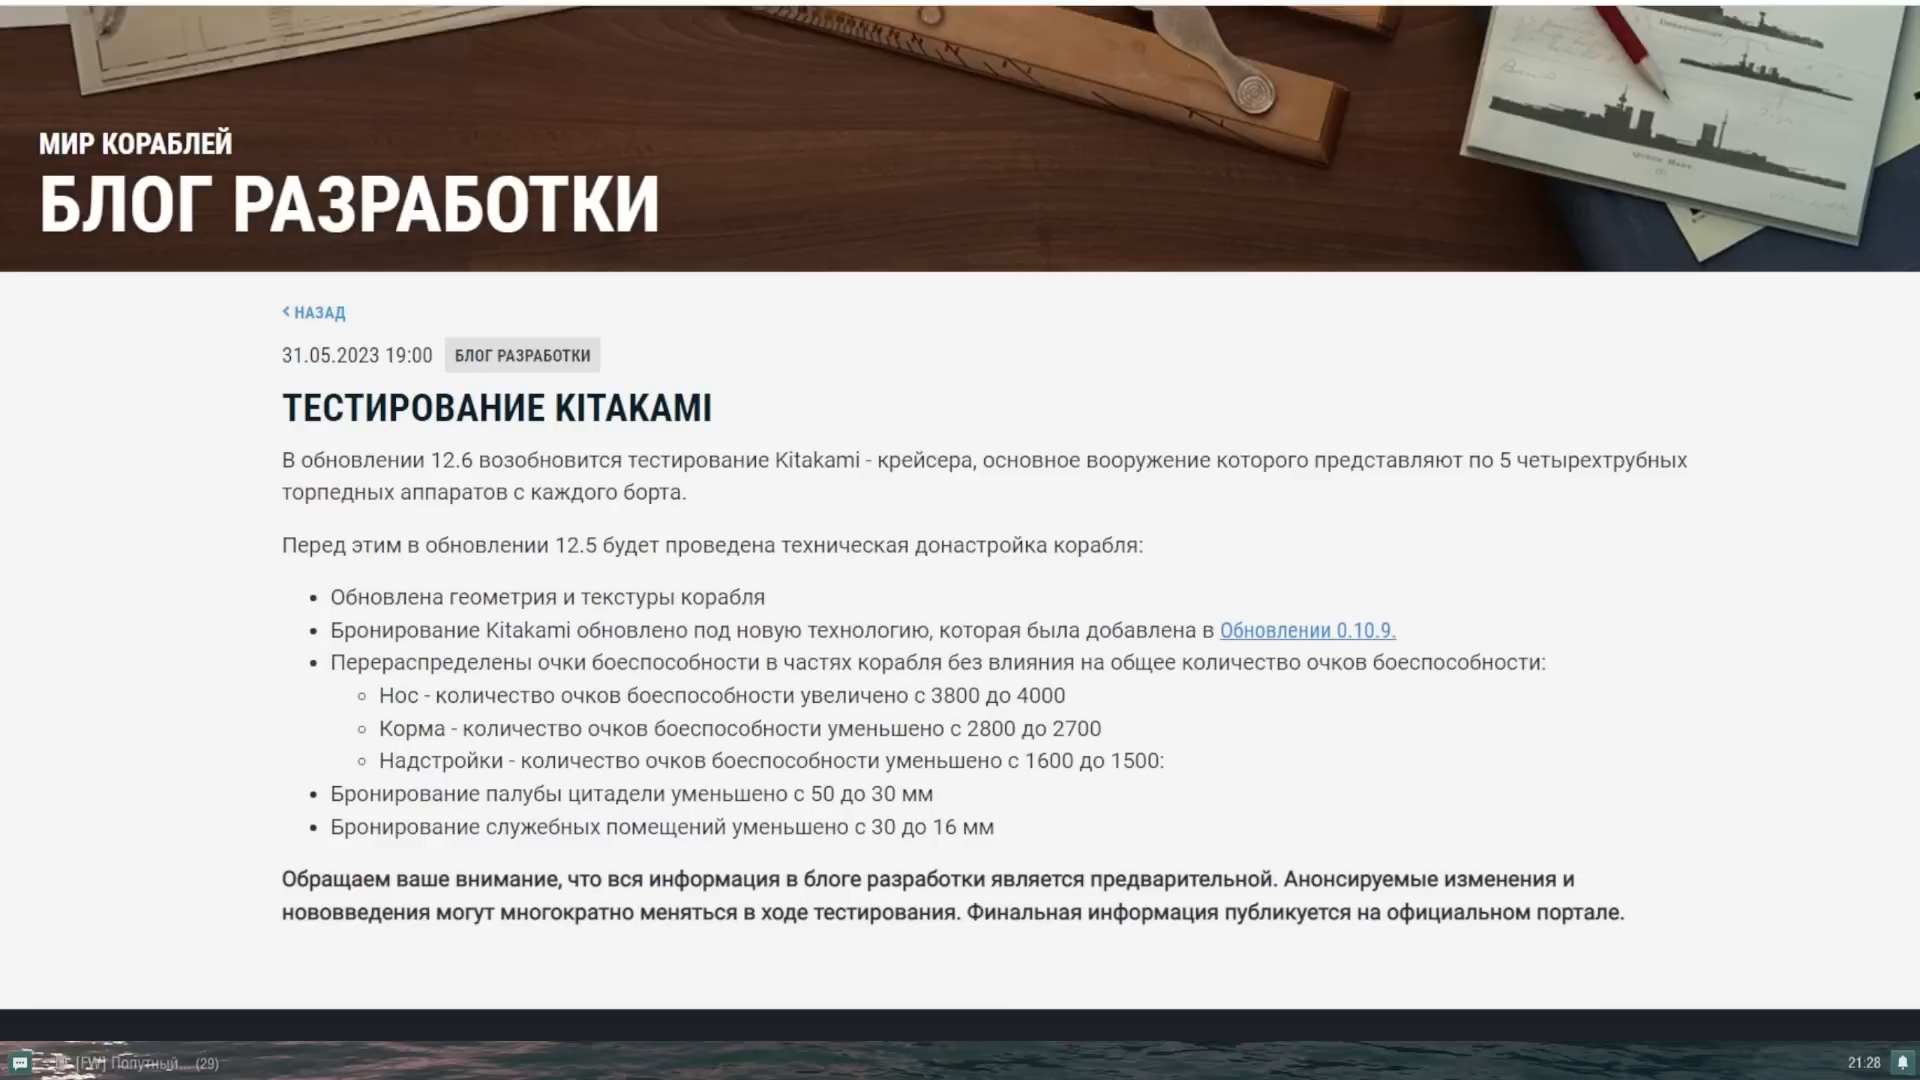 МИР КОРАБЛЕЙ
БЛОГ РАЗРАБОТКИ
НАЗАД
31.05.2023 19:00 БЛОГ РАЗРАБОТКИ
ТЕСТИРОВАНИЕ KITAKAMI
В обновлении 12.6 возобновится тестирование Kitakami - крейсера, основное вооружение которого представляют по 5 четырехтрубных
торпедных аппаратов с каждого борта.
Перед этим в обновлении 12.5 будет проведена техническая донастройка корабля:
• Обновлена геометрия и текстуры корабля
• Бронирование Kitakami обновлено под новую технологию, которая была добавлена в Обновлении 0.10.9.
• Перераспределены очки боеспособности в частях корабля без влияния на общее количество очков боеспособности:
◦ Нос - количество очков боеспособности увеличено с 3800 до 4000
◦ Корма - количество очков боеспособности уменьшено с 2800 до 2700
◦ Надстройки - количество очков боеспособности уменьшено с 1600 до 1500:
• Бронирование палубы цитадели уменьшено с 50 до 30 мм
• Бронирование служебных помещений уменьшено с 30 до 16 мм
Обращаем ваше внимание, что вся информация в блоге разработки является предварительной. Анонсируемые изменения и
нововведения могут многократно меняться в ходе тестирования. Финальная информация публикуется на официальном портале.
[FW] Попутный... (29)
21:28